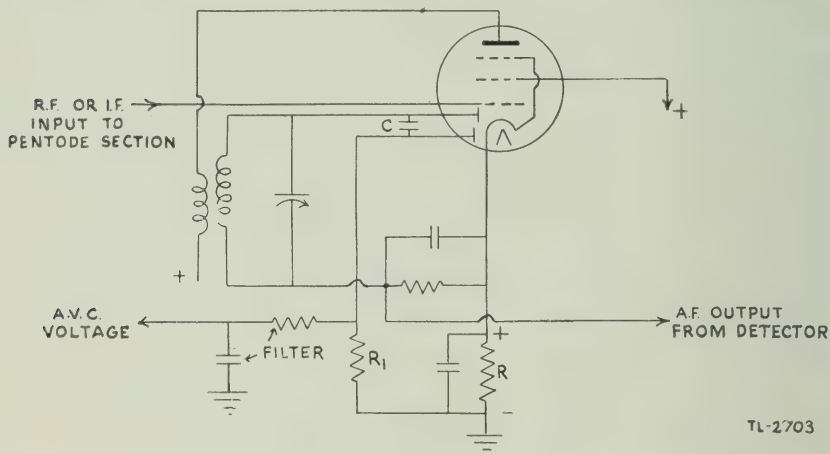 R.F. OR I.F.
INPUT TO
PENTODE SECTION
C
+
+
A.V.C.
VOLTAGE
FILTER
R1
+
R
-
A.F. OUTPUT
FROM DETECTOR
TL-2703